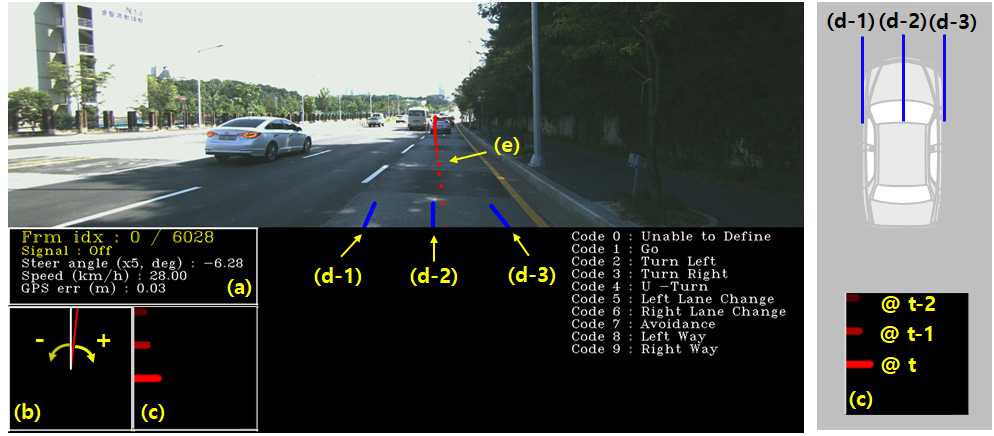 (e)
(d-1)
(d-2)
(d-3)
Frm idx : 0 / 6028
Signal : Off
Steer angle (x5, deg) : -6.28
Speed (km/h) : 28.00
GPS err (m) : 0.03
(a)
- +
(b)
(c)
Code 0 : Unable to Define
Code 1 : Go
Code 2 : Turn Left
Code 3 : Turn Right
Code 4 : U -Turn
Code 5 : Left Lane Change
Code 6 : Right Lane Change
Code 7 : Avoidance
Code 8 : Left Way
Code 9 : Right Way
(d-1) (d-2) (d-3)
@ t-2
@ t-1
@ t
(c)